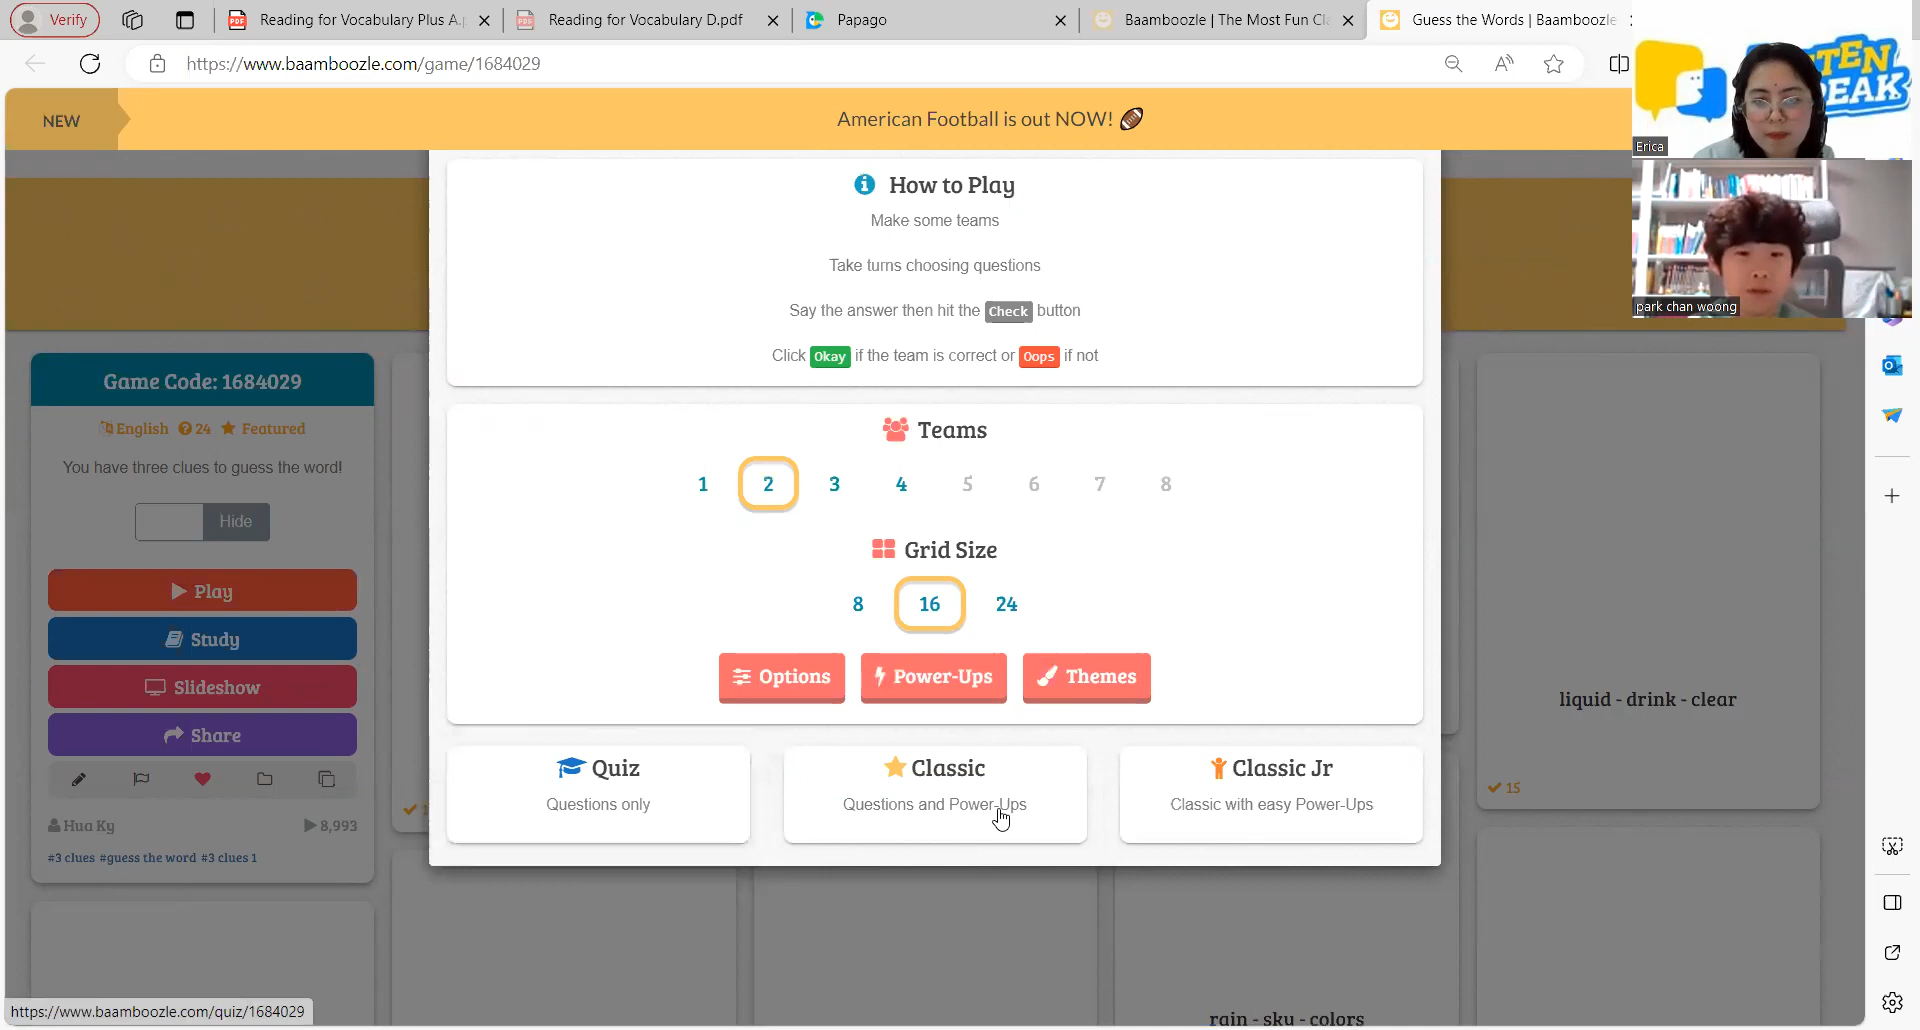 Verify
Reading for Vocabulary Plus A.p
Reading for Vocabulary D.pdf
Papago
Baamboozle | The Most Fun Cla
Guess the Words | Baamboozle
https://www.baamboozle.com/game/1684029
TEN
EAK
Erica
park chan woong
NEW
American Football is out NOW!
How to Play
Make some teams
Take turns choosing questions
Say the answer then hit the Check button
Click Okay if the team is correct or Oops if not
Teams
1 2 3 4 5 6 7 8
Grid Size
8 16 24
Options Power-Ups Themes
Quiz
Questions only
Classic
Questions and Power-Ups
Classic Jr
Classic with easy Power-Ups
Game Code: 1684029
English 24 Featured
You have three clues to guess the word!
Hide
Play
Study
Slideshow
Share
Hua Ky 8,993
#3 clues #guess the word #3 clues 1
liquid - drink - clear
15
rain - sky - colors
https://www.baamboozle.com/quiz/1684029